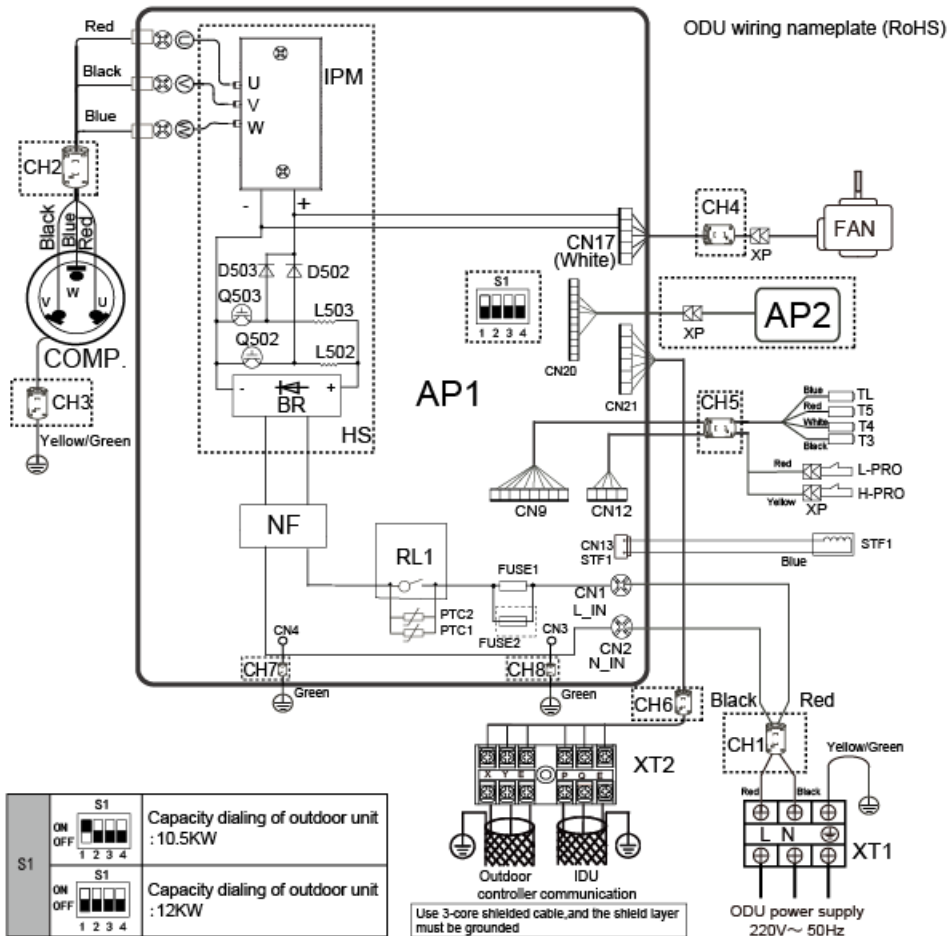 ODU wiring nameplate (RoHS)
Red
Black
Blue
U
V
W
IPM
U
V
W
CH2
Black
Blue
Red
V
W
U
COMP.
CH3
Yellow/Green
-
+
D503
D502
Q503
L503
Q502
L502
-
+
BR
HS
AP1
S1
1 2 3 4
CN17
(White)
CH4
XP
FAN
CN20
XP
AP2
CN21
CH5
Blue
TL
Red
T5
White
T4
Black
T3
Red
L-PRO
Yellow
XP
H-PRO
CN9
CN12
CN13
STF1
Blue
STF1
NF
RL1
PTC2
PTC1
FUSE1
FUSE2
CN1
L_IN
CN2
N_IN
CN4
CH7
Green
CN3
CH8
Green
CH6
Black
Red
CH1
Yellow/Green
Red
Black
L N
XT1
ODU power supply
220V～ 50Hz
X Y E P Q E
XT2
Outdoor
IDU
controller communication
Use 3-core shielded cable,and the shield layer
must be grounded
S1
S1
ON
OFF
1 2 3 4
Capacity dialing of outdoor unit
:10.5KW
S1
ON
OFF
1 2 3 4
Capacity dialing of outdoor unit
:12KW